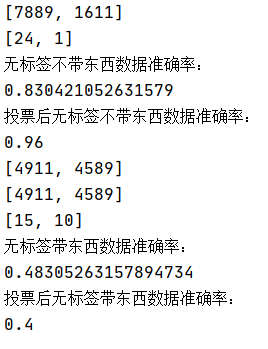 [7889, 1611]
[24, 1]
无标签不带东西数据准确率：
0.830421052631579
投票后无标签不带东西数据准确率：
0.96
[4911, 4589]
[4911, 4589]
[15, 10]
无标签带东西数据准确率：
0.48305263157894734
投票后无标签带东西数据准确率：
0.4